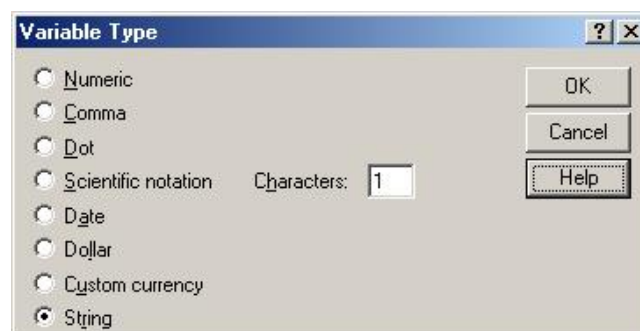 Variable Type
Numeric
OK
Comma
Cancel
Dot
Scientific notation Characters: 1
Help
Date
Dollar
Custom currency
String